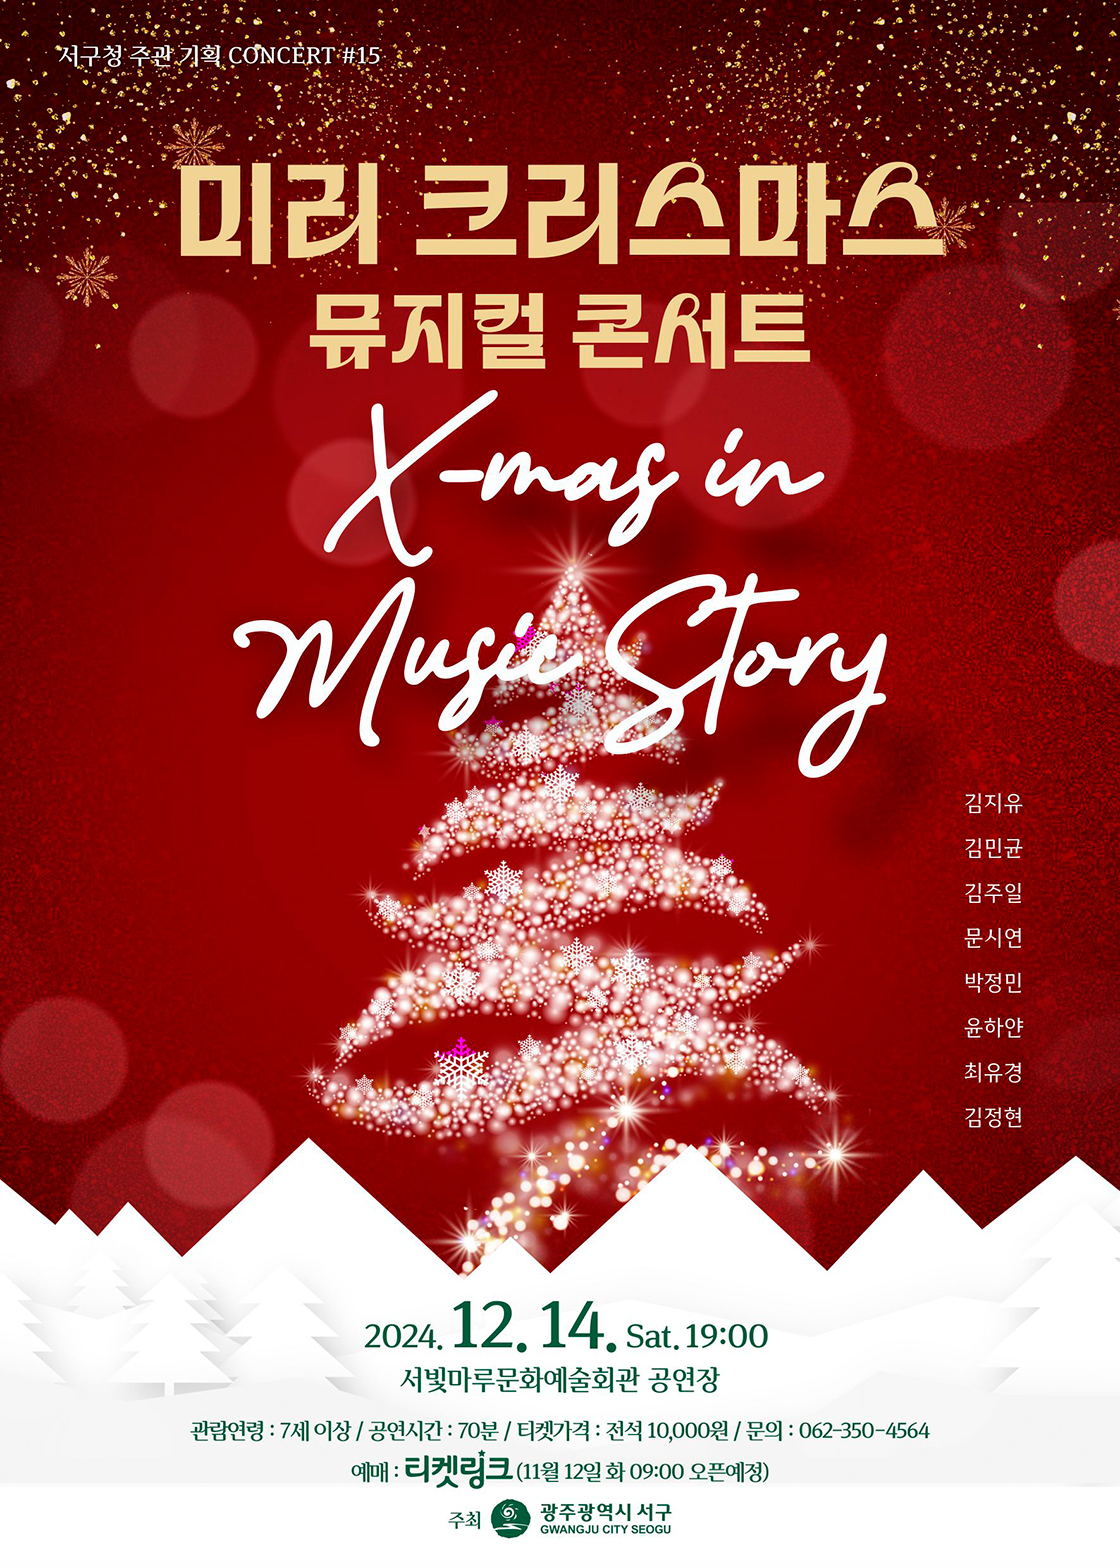 서구청 주관 기획 CONCERT #15
미리 크리스마스
뮤지컬 콘서트
X-mas in
Music Story
김지유
김민균
김주일
문시연
박정민
윤하얀
최유경
김정현
2024. 12. 14. Sat. 19:00
서빛마루문화예술회관 공연장
관람연령 : 7세 이상 / 공연시간 : 70분 / 티켓가격 : 전석 10,000원 / 문의 : 062-350-4564
예매 : 티켓링크 (11월 12일 화 09:00 오픈예정)
주최 광주광역시 서구
GWANGJU CITY SEOGU